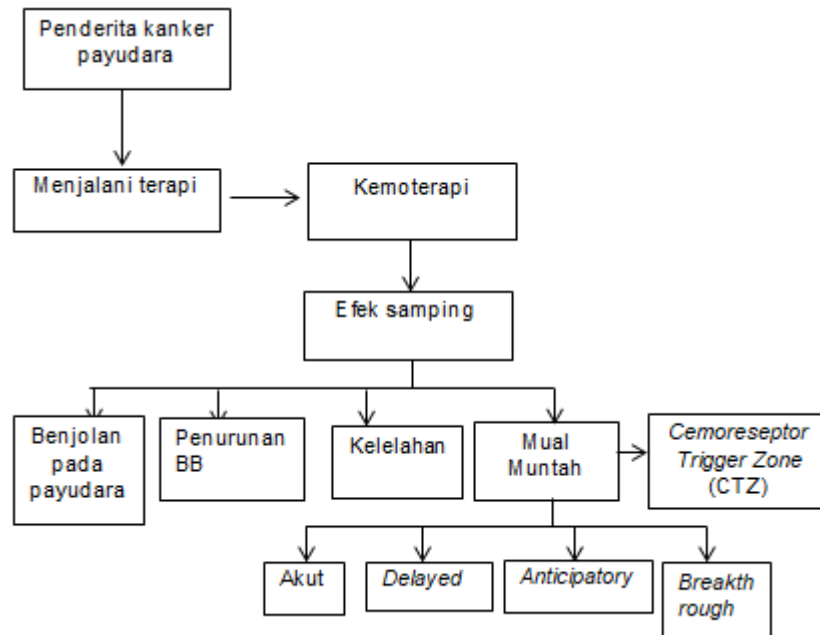 Penderita kanker
payudara
Menjalani terapi
Kemoterapi
Efek samping
Benjolan
pada
payudara
Penurunan
BB
Kelelahan
Mual
Muntah
Cemoreseptor
Trigger Zone
(CTZ)
Akut
Delayed
Anticipatory
Breakth
rough